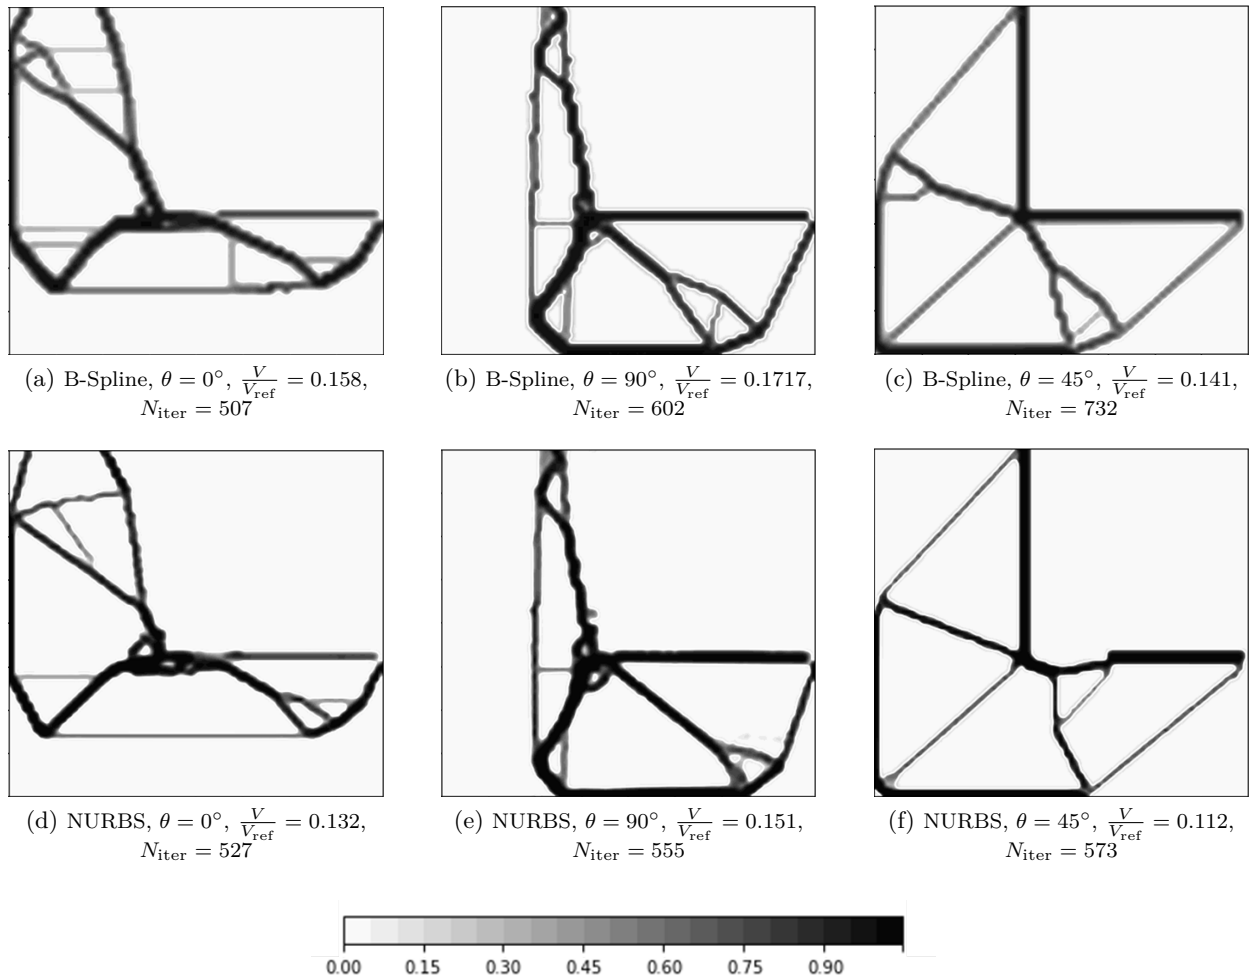 (a) B-Spline, θ = 0°, V/V_ref = 0.158,
N_iter = 507
(b) B-Spline, θ = 90°, V/V_ref = 0.1717,
N_iter = 602
(c) B-Spline, θ = 45°, V/V_ref = 0.141,
N_iter = 732
(d) NURBS, θ = 0°, V/V_ref = 0.132,
N_iter = 527
(e) NURBS, θ = 90°, V/V_ref = 0.151,
N_iter = 555
(f) NURBS, θ = 45°, V/V_ref = 0.112,
N_iter = 573
0.00 0.15 0.30 0.45 0.60 0.75 0.90